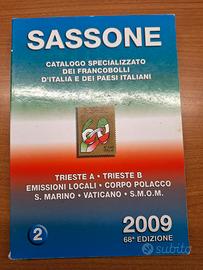 SASSONE
CATALOGO SPECIALIZZATO
DEI FRANCOBOLLI
D'ITALIA E DEI PAESI ITALIANI
TRIESTE A • TRIESTE B
EMISSIONI LOCALI • CORPO POLACCO
S. MARINO • VATICANO • S.M.O.M.
2
2009
68ª EDIZIONE
subito